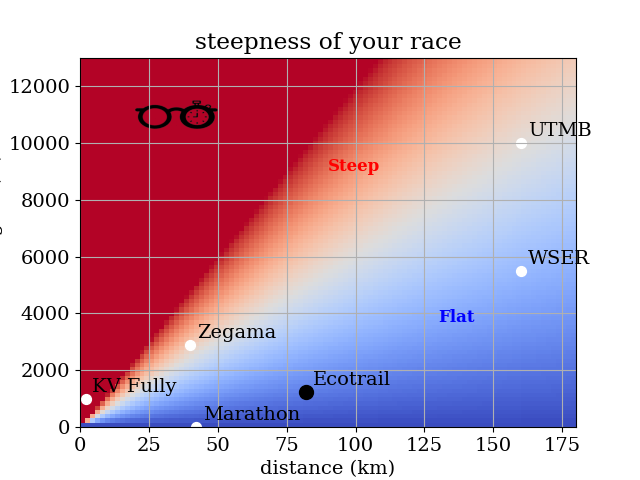 steepness of your race
12000
10000
8000
6000
4000
2000
0
UTMB
Steep
WSER
Flat
Zegama
KV Fully
Ecotrail
Marathon
0 25 50 75 100 125 150 175
distance (km)